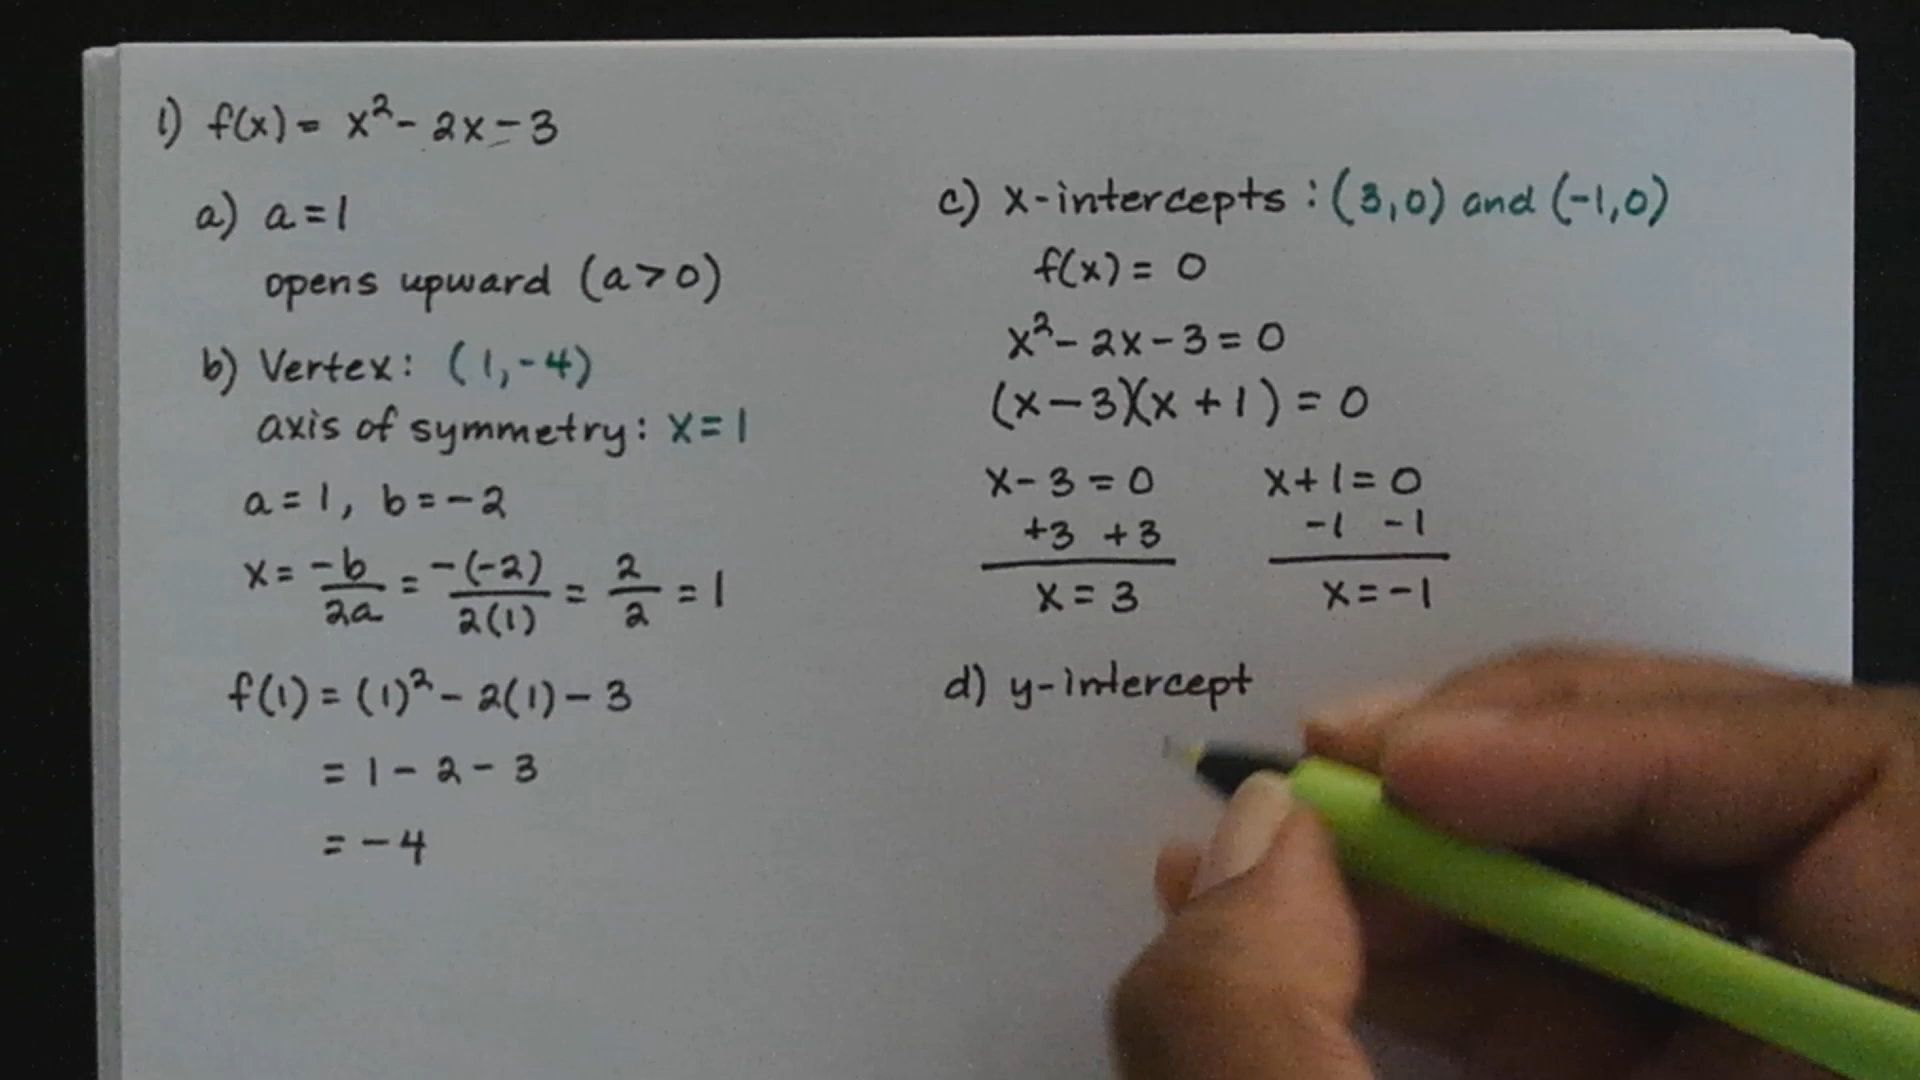 1) f(x) = x² - 2x - 3
a) a = 1
opens upward (a > 0)
b) Vertex: (1, -4)
axis of symmetry: x = 1
a = 1, b = -2
x = -b/2a = -(-2)/2(1) = 2/2 = 1
f(1) = (1)² - 2(1) - 3
= 1 - 2 - 3
= -4
c) x-intercepts : (3,0) and (-1,0)
f(x) = 0
x² - 2x - 3 = 0
(x - 3)(x + 1) = 0
x - 3 = 0 x + 1 = 0
+3 +3 -1 -1
x = 3 x = -1
d) y-intercept